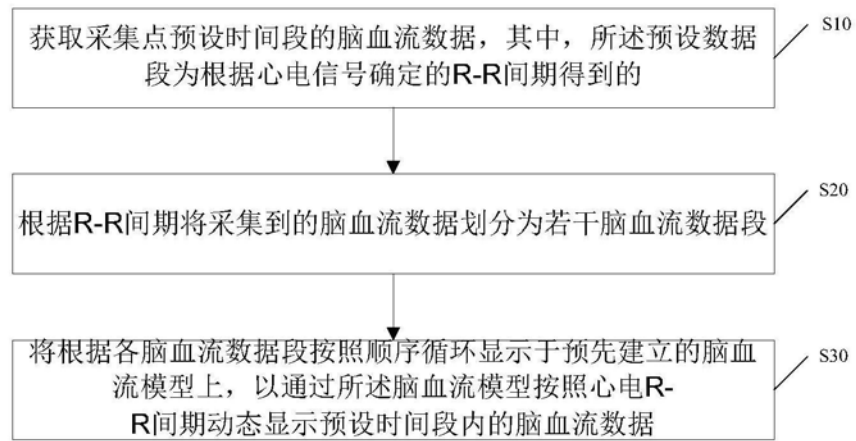 获取采集点预设时间段的脑血流数据，其中，所述预设数据
段为根据心电信号确定的R-R间期得到的
S10
根据R-R间期将采集到的脑血流数据划分为若干脑血流数据段
S20
将根据各脑血流数据段按照顺序循环显示于预先建立的脑血
流模型上，以通过所述脑血流模型按照心电R-
R间期动态显示预设时间段内的脑血流数据
S30